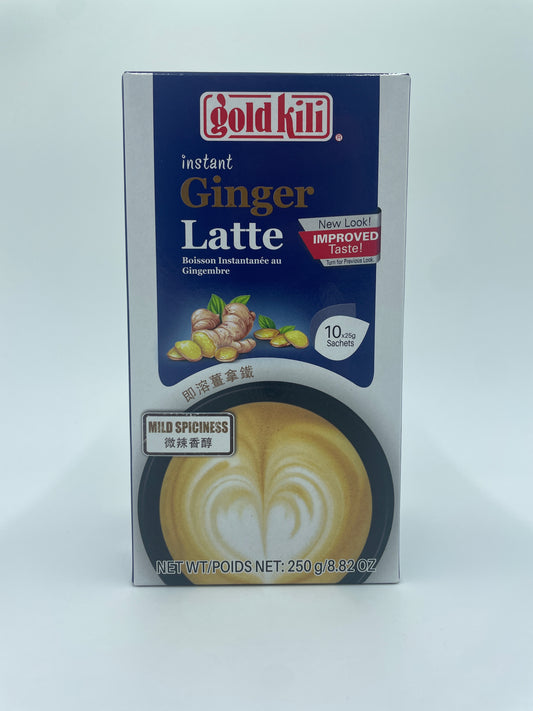 gold kili
®
instant
Ginger
Latte
Boisson Instantanée au
Gingembre
New Look!
IMPROVED
Taste!
Turn for Previous Look.
10x25g
Sachets
即溶薑拿鐵
MILD SPICINESS
微辣香醇
NET WT/POIDS NET: 250 g/8.82 OZ